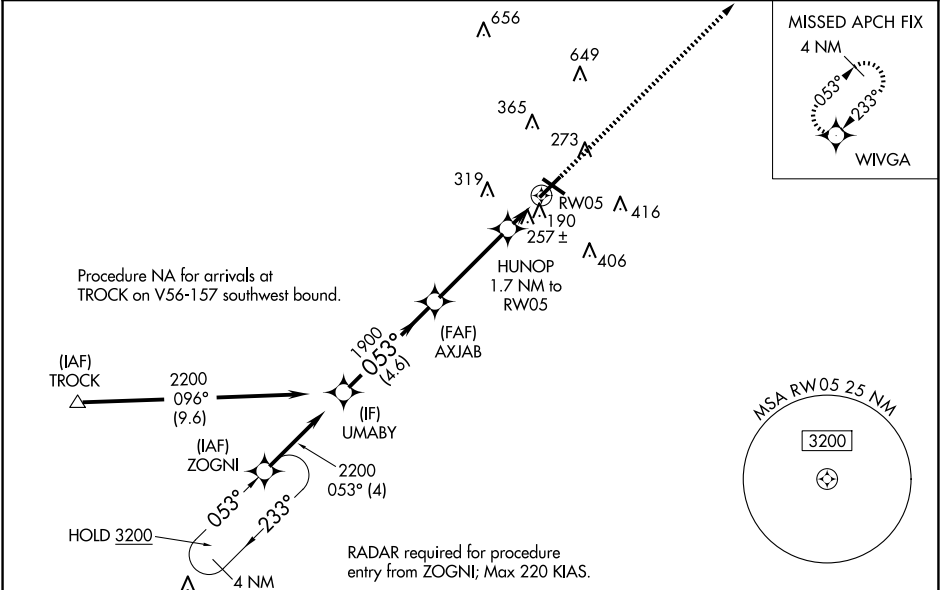 656
649
365
273
319
RW05
416
190
257 ±
406
HUNOP
1.7 NM to
RW05
MISSED APCH FIX
4 NM
053°
233°
WIVGA
Procedure NA for arrivals at
TROCK on V56-157 southwest bound.
(FAF)
AXJAB
1900
053°
(4.6)
(IAF)
TROCK
2200
096°
(9.6)
(IF)
UMABY
(IAF)
ZOGNI
2200
053° (4)
053°
233°
HOLD 3200
4 NM
RADAR required for procedure
entry from ZOGNI; Max 220 KIAS.
MSA RW05 25 NM
3200